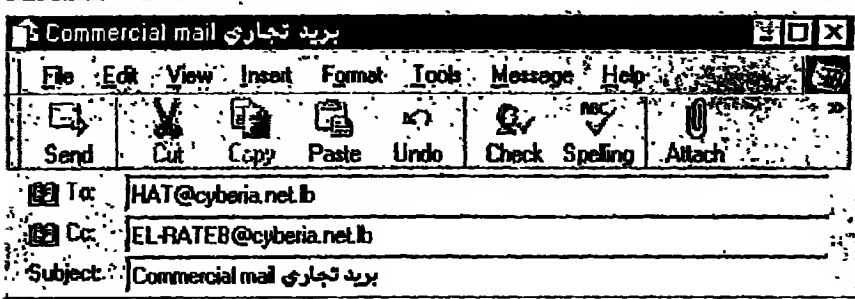 Commercial mail بريد تجاري
File Edit View Insert Format Tools Message Help
Send Cut Copy Paste Undo Check Spelling Attach
To: HAT@cyberia.net.lb
Cc: EL-RATEB@cyberia.net.lb
Subject: Commercial mail بريد تجاري